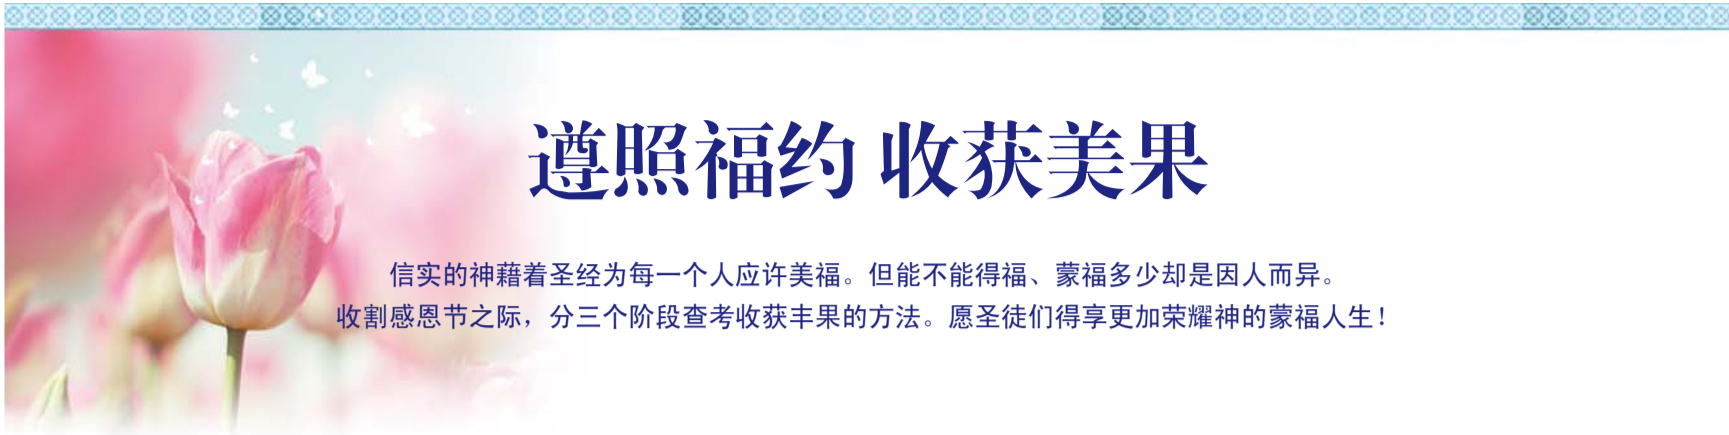 遵照福约 收获美果
信实的神藉着圣经为每一个人应许美福。但能不能得福、蒙福多少却是因人而异。
收割感恩节之际，分三个阶段查考收获丰果的方法。愿圣徒们得享更加荣耀神的蒙福人生！